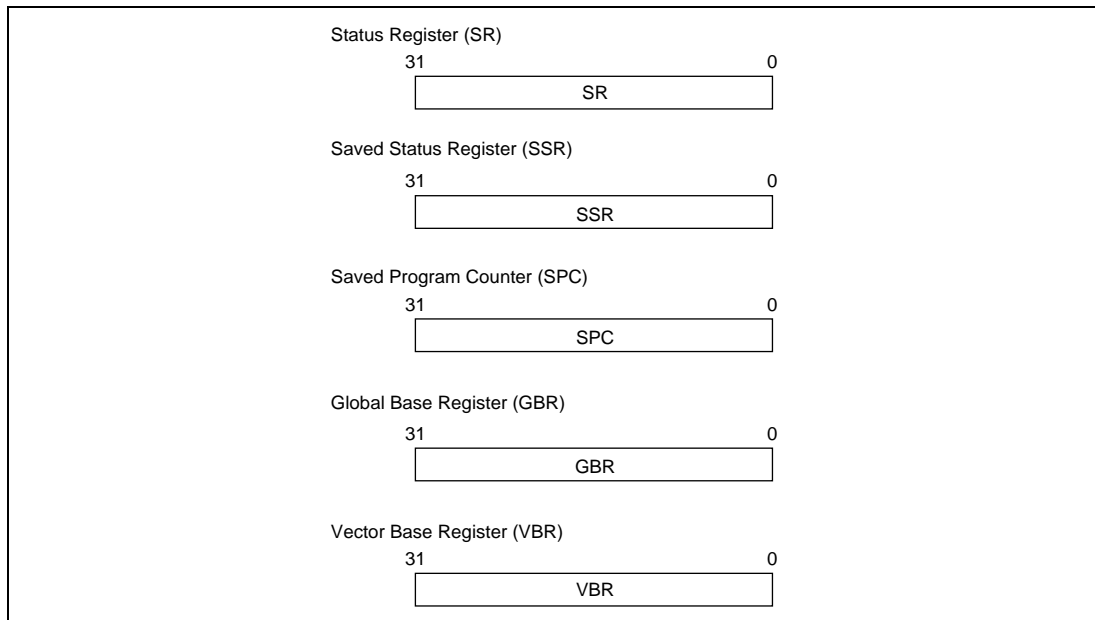 Status Register (SR)
31 0
SR
Saved Status Register (SSR)
31 0
SSR
Saved Program Counter (SPC)
31 0
SPC
Global Base Register (GBR)
31 0
GBR
Vector Base Register (VBR)
31 0
VBR